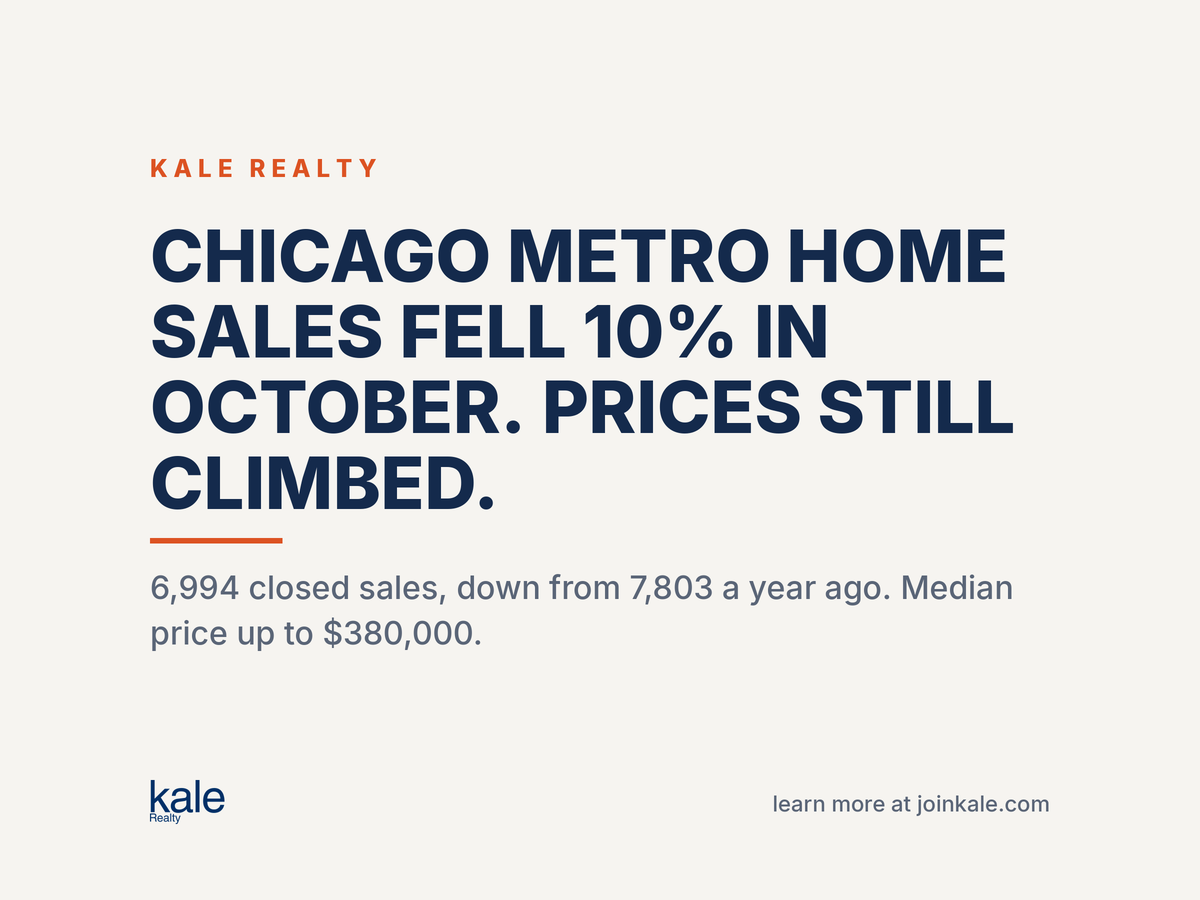 KALE REALTY
CHICAGO METRO HOME
SALES FELL 10% IN
OCTOBER. PRICES STILL
CLIMBED.
6,994 closed sales, down from 7,803 a year ago. Median
price up to $380,000.
kale
Realty
learn more at joinkale.com